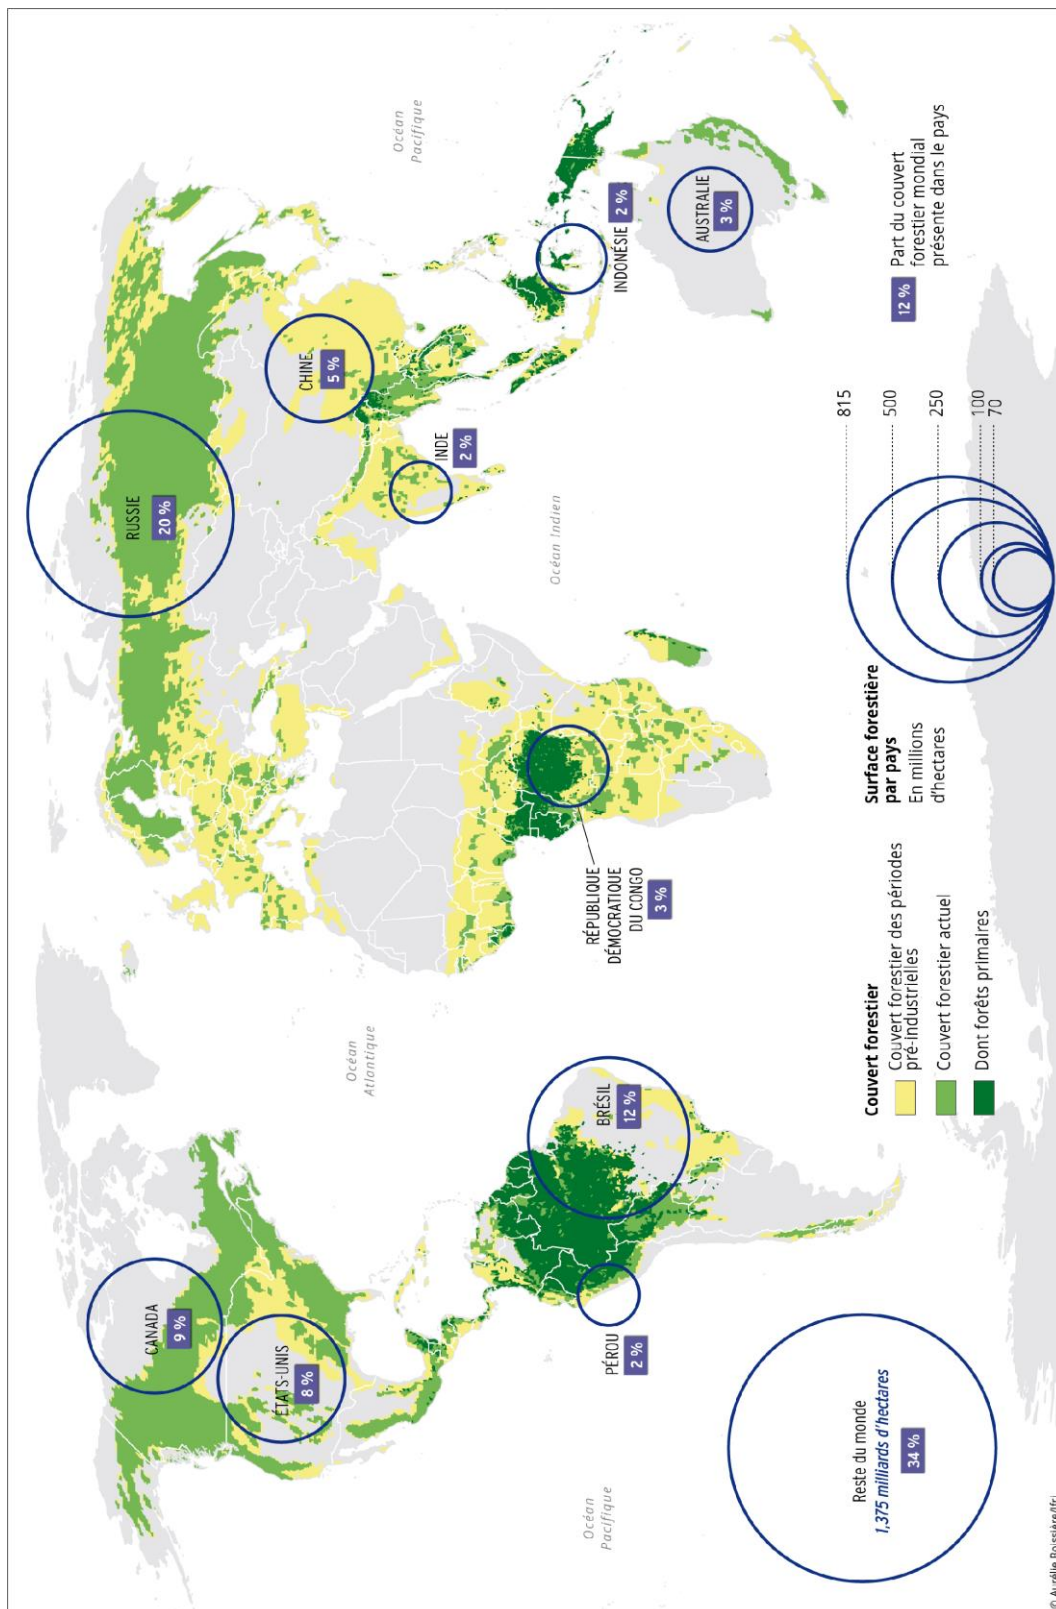 CANADA
9 %
ÉTATS-UNIS
8 %
RUSSIE
20 %
CHINE
5 %
INDE
2 %
Océan
Pacifique
Océan
Atlantique
Océan Indien
INDONÉSIE 2 %
AUSTRALIE
3 %
RÉPUBLIQUE
DÉMOCRATIQUE
DU CONGO
3 %
BRÉSIL
12 %
PÉROU
2 %
Océan
Pacifique
Reste du monde
1,375 milliards d'hectares
34 %
Couvert forestier
Couvert forestier des périodes
pré-industrielles
Couvert forestier actuel
Dont forêts primaires
Surface forestière
par pays
En millions
d'hectares
815
500
250
100
70
12 % Part du couvert
forestier mondial
présente dans le pays
© Aurélie Boissière/Ifri